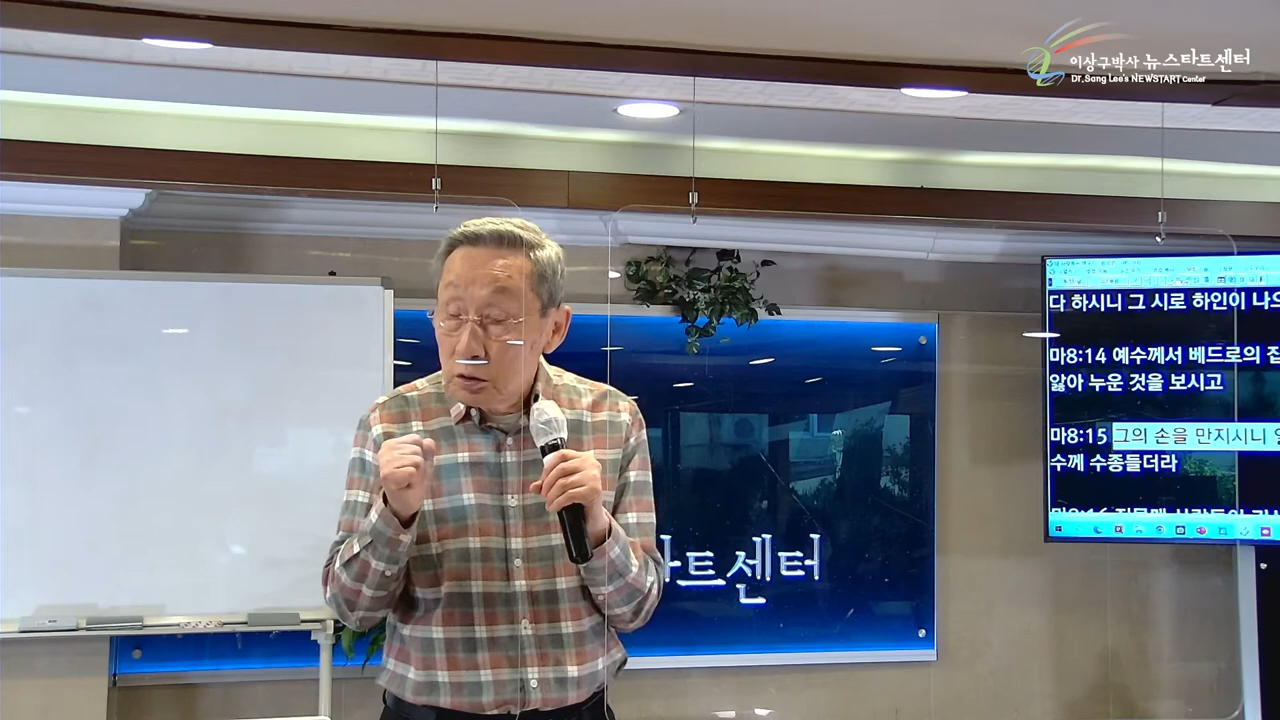 이상구박사 뉴스타트센터
Dr. Sang Lee's NEWSTART Center
다 하시니 그 시로 하인이 나으
마8:14 예수께서 베드로의 집
앓아 누운 것을 보시고
마8:15 그의 손을 만지시니
수께 수종들더라
타트센터